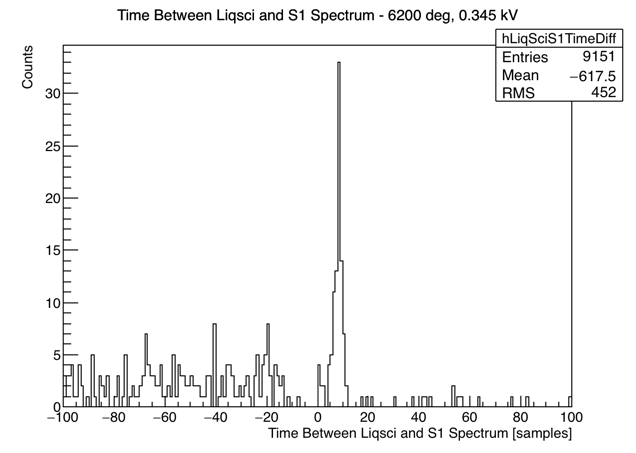 Time Between Liqsci and S1 Spectrum - 6200 deg, 0.345 kV
hLiqSciS1TimeDiff
Entries 9151
Mean −617.5
RMS 452
Counts
30
25
20
15
10
5
0
−100 −80 −60 −40 −20 0 20 40 60 80 100
Time Between Liqsci and S1 Spectrum [samples]